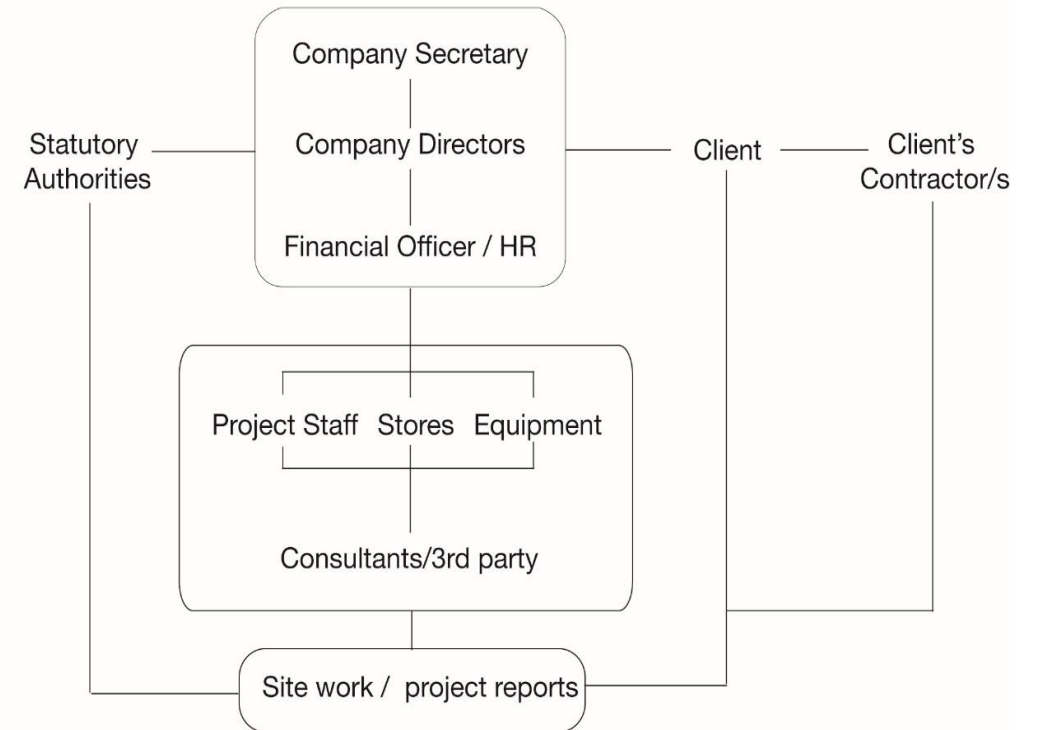 Company Secretary
Statutory
Authorities
Company Directors
Client
Client's
Contractor/s
Financial Officer / HR
Project Staff Stores Equipment
Consultants/3rd party
Site work / project reports